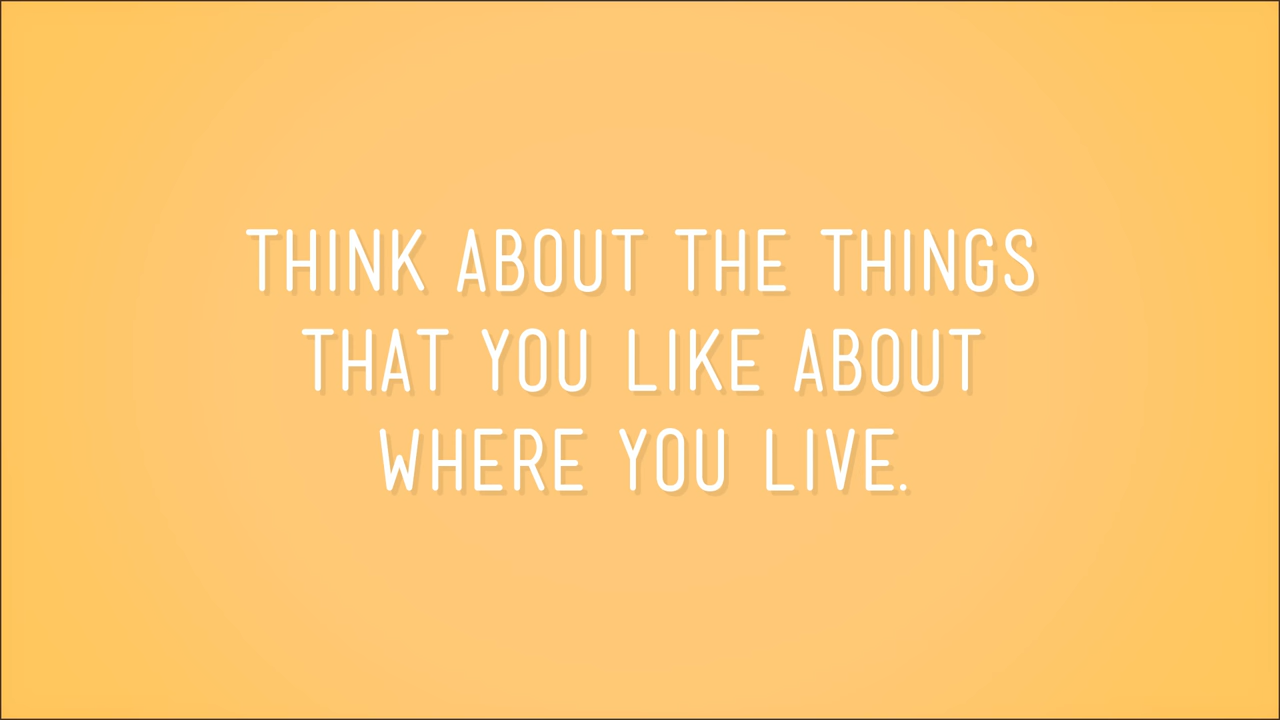 THINK ABOUT THE THINGS
THAT YOU LIKE ABOUT
WHERE YOU LIVE.